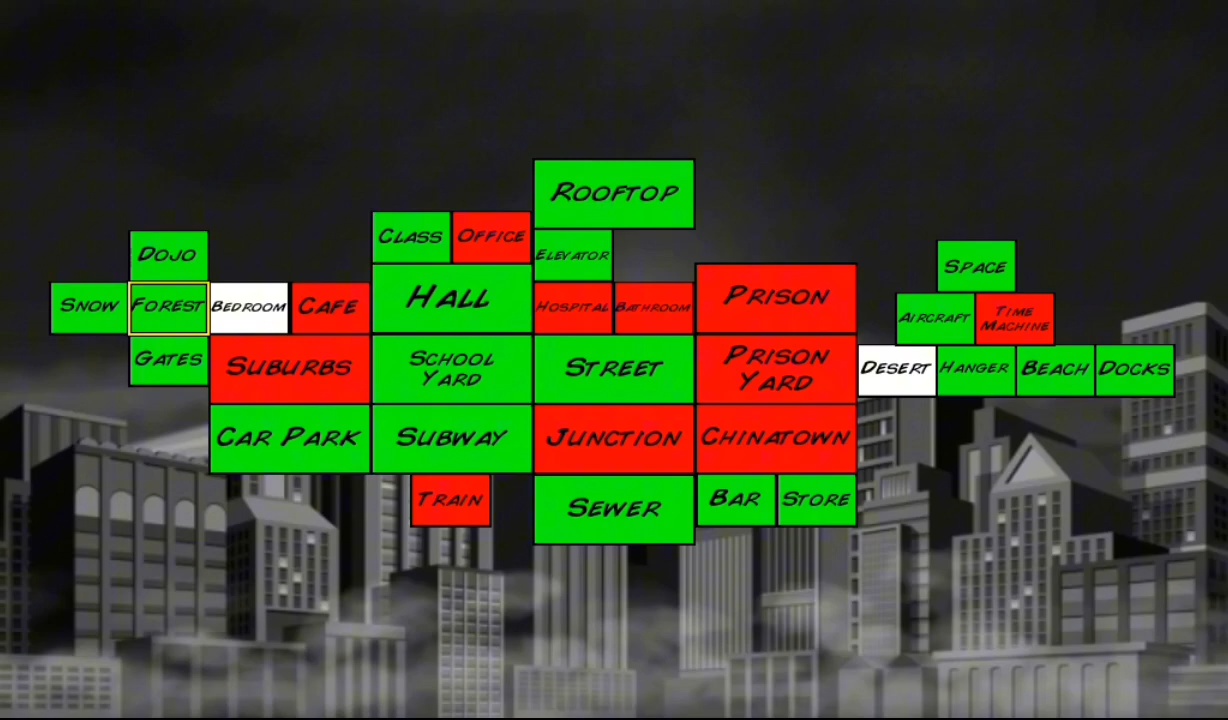 Rooftop
Class
Office
Elevator
Dojo
Space
Snow
Forest
Bedroom
Cafe
Hall
Hospital
Bathroom
Prison
Aircraft
Time
Machine
Gates
Suburbs
School
Yard
Street
Prison
Yard
Desert
Hanger
Beach
Docks
Car Park
Subway
Junction
Chinatown
Train
Sewer
Bar
Store